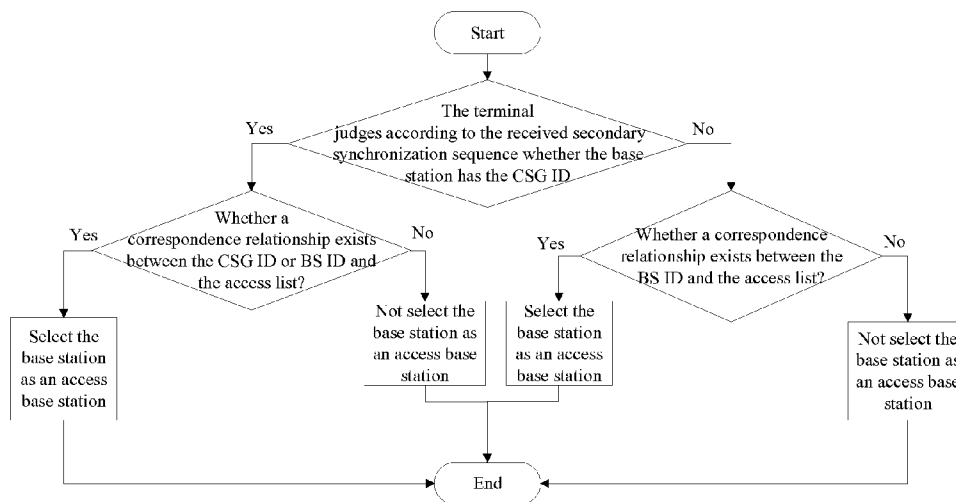 Start
The terminal
judges according to the received secondary
synchronization sequence whether the base
station has the CSG ID
Yes
No
Whether a
correspondence relationship exists
between the CSG ID or BS ID and
the access list?
Yes
No
Whether a correspondence
relationship exists between the
BS ID and the access list?
Yes
No
Select the
base station
as an access
base station
Not select the
base station as
an access base
station
Select the
base station
as an access
base station
Not select the
base station as
an access base
station
End